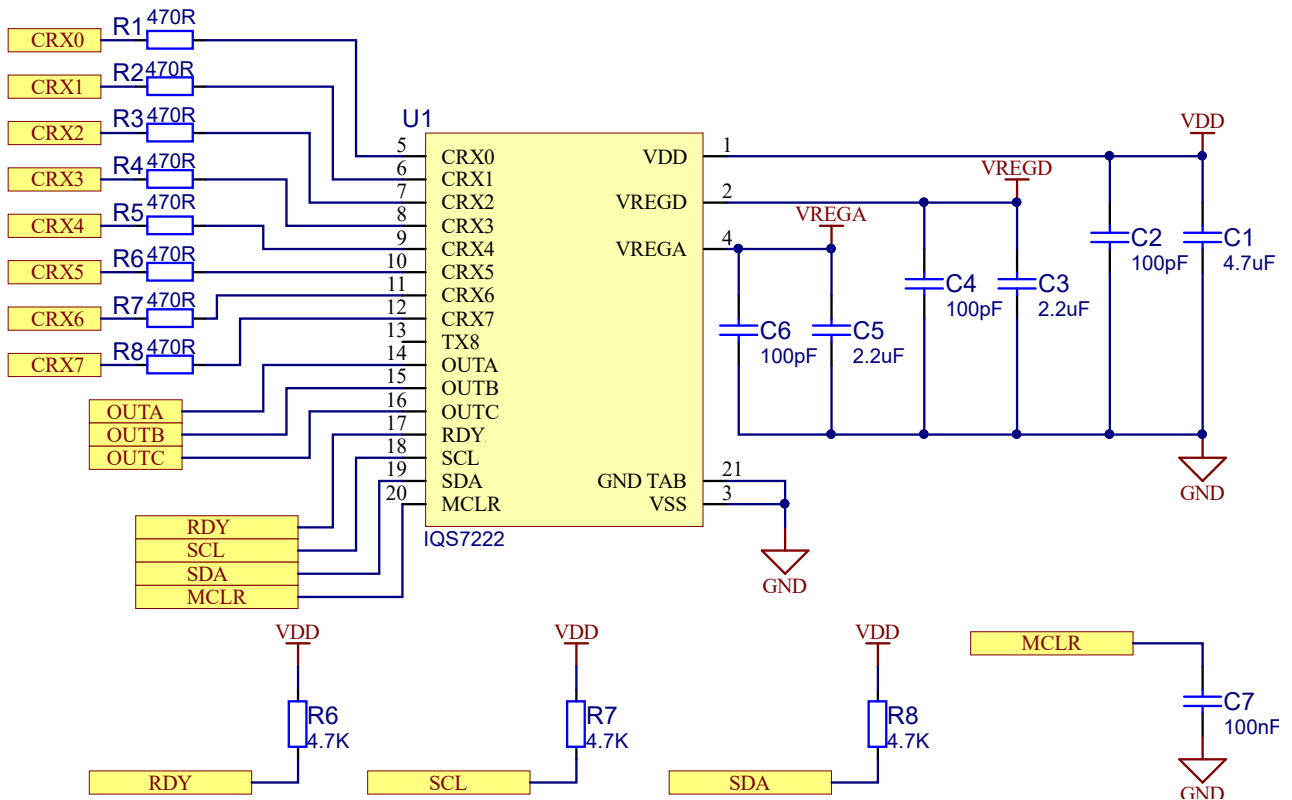 CRX0 R1 470R
CRX1 R2 470R
CRX2 R3 470R
CRX3 R4 470R
CRX4 R5 470R
CRX5 R6 470R
CRX6 R7 470R
CRX7 R8 470R
OUTA
OUTB
OUTC
RDY
SCL
SDA
MCLR
U1
5 CRX0
6 CRX1
7 CRX2
8 CRX3
9 CRX4
10 CRX5
11 CRX6
12 CRX7
13 TX8
14 OUTA
15 OUTB
16 OUTC
17 RDY
18 SCL
19 SDA
20 MCLR
VDD 1
VREGD 2
VREGA 4
GND TAB 21
VSS 3
IQS7222
GND
VREGA
VREGD
VDD
C6
100pF
C5
2.2uF
C4
100pF
C3
2.2uF
C2
100pF
C1
4.7uF
GND
VDD
R6
4.7K
RDY
VDD
R7
4.7K
SCL
VDD
R8
4.7K
SDA
MCLR
C7
100nF
GND